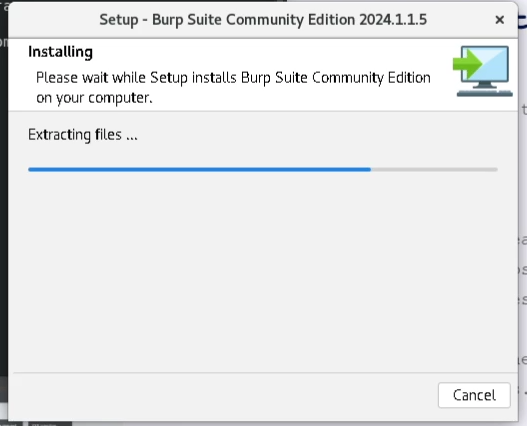 Setup - Burp Suite Community Edition 2024.1.1.5
Installing
Please wait while Setup installs Burp Suite Community Edition
on your computer.
Extracting files ...
Cancel